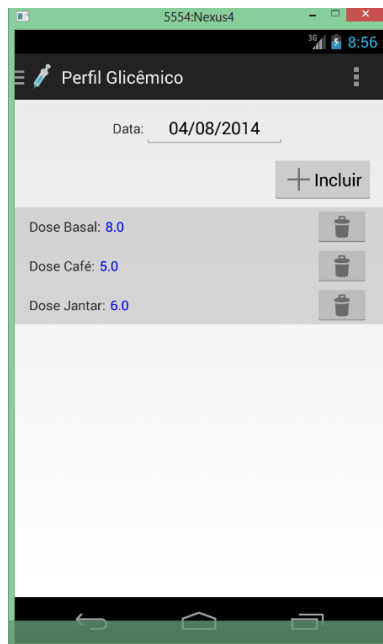 5554:Nexus4
3G 8:56
Perfil Glicêmico
Data: 04/08/2014
Incluir
Dose Basal: 8.0
Dose Café: 5.0
Dose Jantar: 6.0